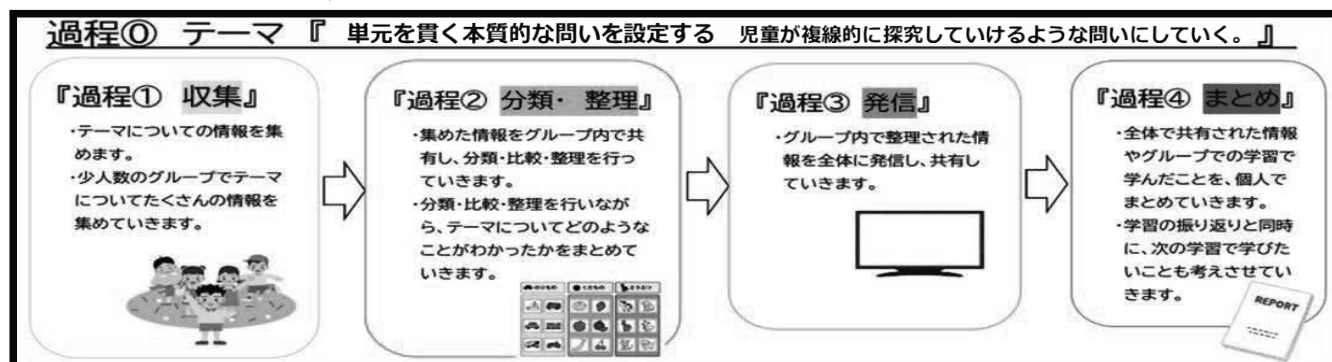 過程⓪ テーマ『 単元を貫く本質的な問いを設定する 児童が複線的に探究していけるような問いにしていく。』
『過程① 収集』
・テーマについての情報を集
めます。
・少人数のグループでテーマ
についてたくさんの情報を
集めていきます。
『過程② 分類・ 整理』
・集めた情報をグループ内で共
有し、分類・比較・整理を行っ
ていきます。
・分類・比較・整理を行いなが
ら、テーマについてどのような
ことがわかったかをまとめて
いきます。
のりもの くだもの どうぶつ
『過程③ 発信』
・グループ内で整理された情
報を全体に発信し、共有し
ていきます。
『過程④ まとめ』
・全体で共有された情報
やグループでの学習で
学んだことを、個人で
まとめていきます。
・学習の振り返りと同時
に、次の学習で学びた
いことも考えさせてい
きます。
REPORT